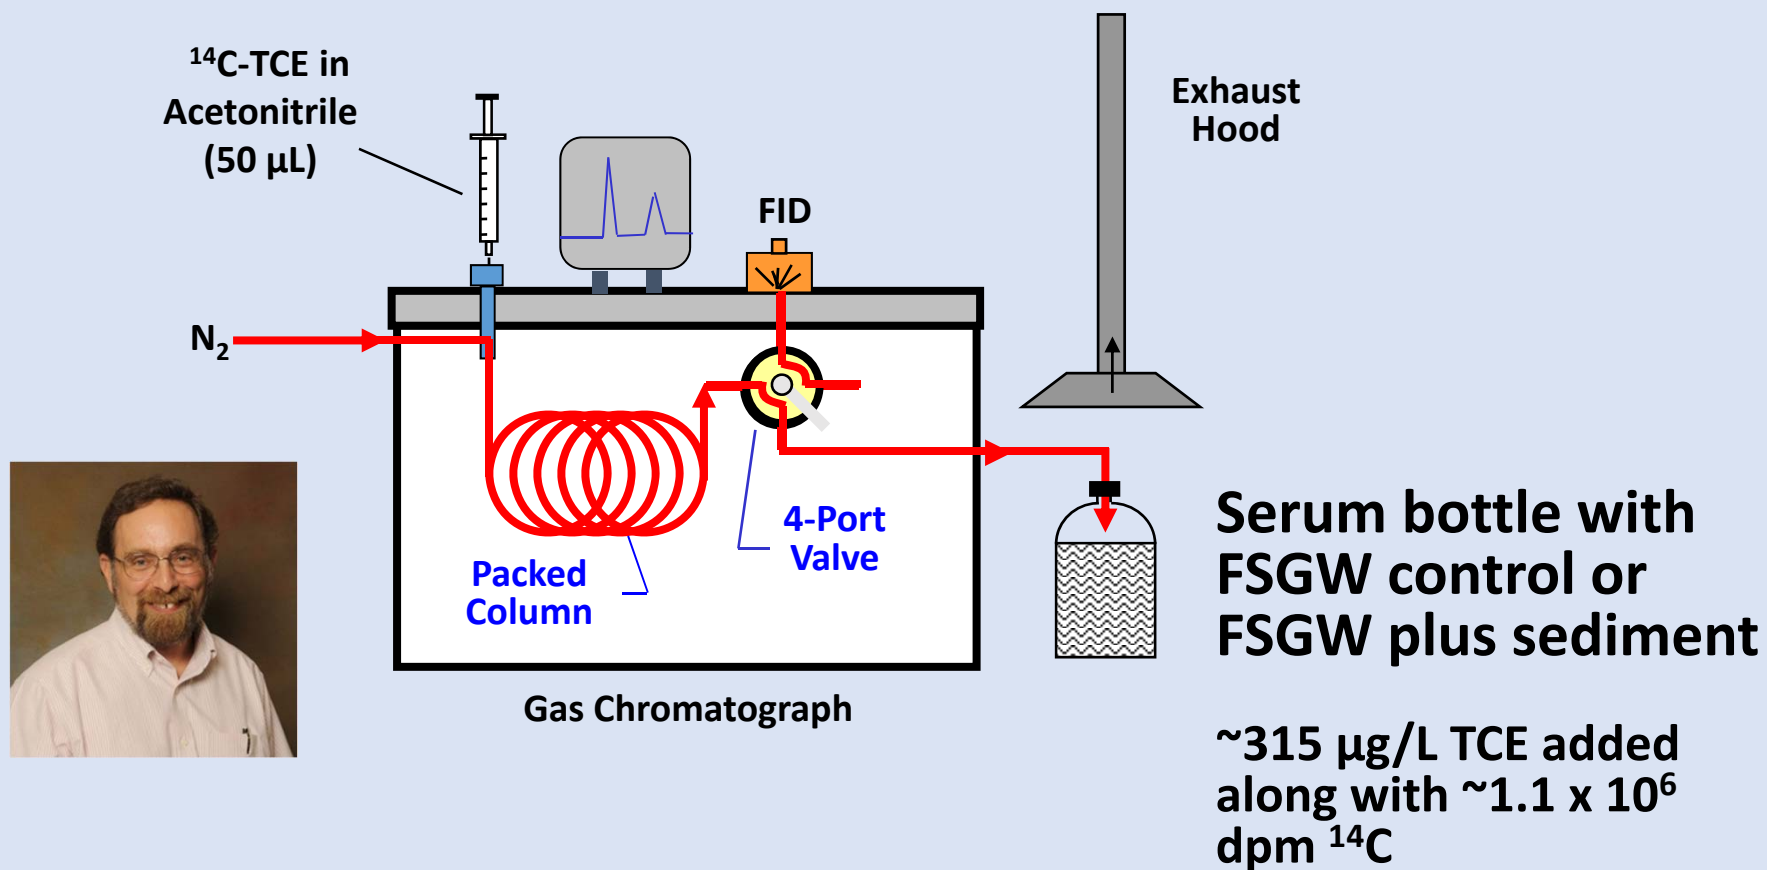 ¹⁴C-TCE in
Acetonitrile
(50 µL)
Exhaust
Hood
FID
N₂
4-Port
Valve
Packed
Column
Gas Chromatograph
Serum bottle with
FSGW control or
FSGW plus sediment
~315 µg/L TCE added
along with ~1.1 x 10⁶
dpm ¹⁴C